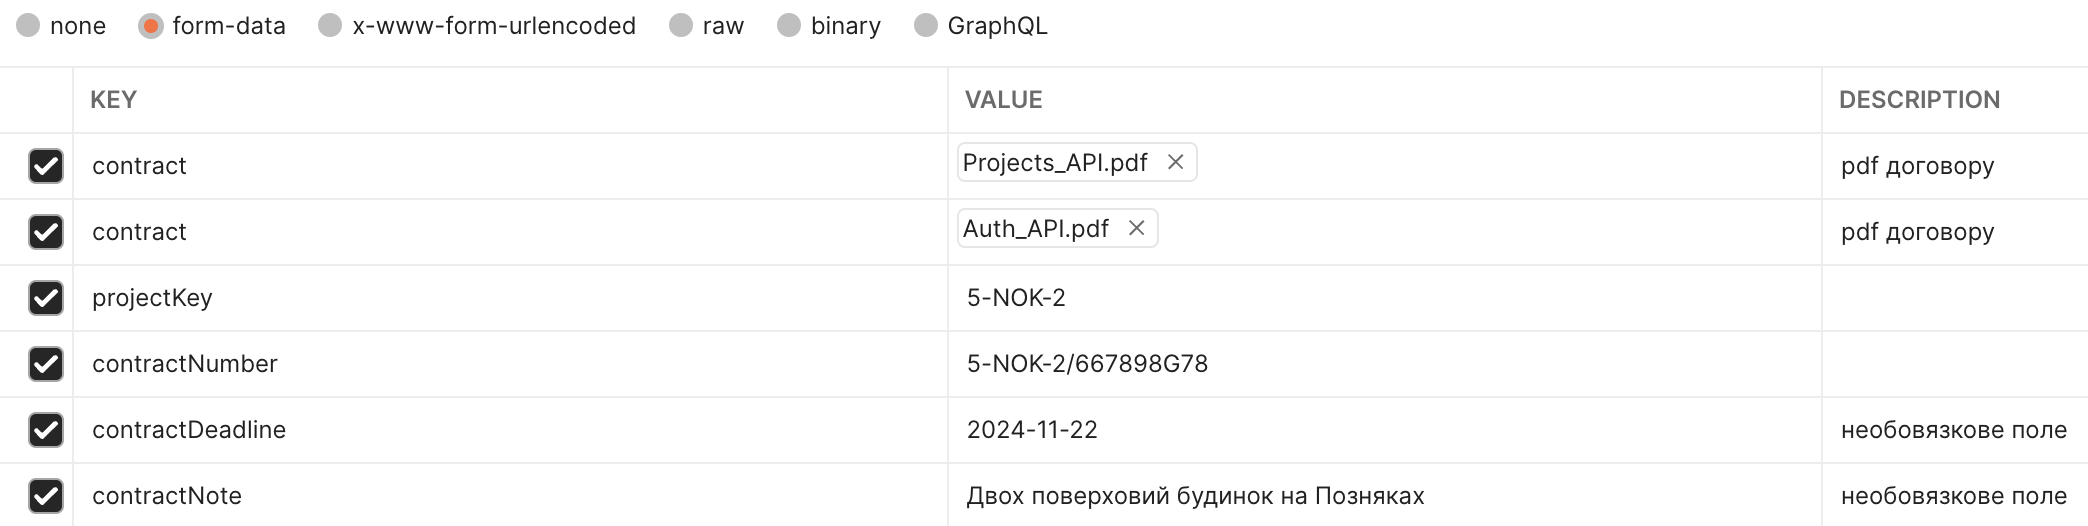 none form-data x-www-form-urlencoded raw binary GraphQL
KEY VALUE DESCRIPTION
contract Projects_API.pdf pdf договору
contract Auth_API.pdf pdf договору
projectKey 5-NOK-2
contractNumber 5-NOK-2/667898G78
contractDeadline 2024-11-22 необовязкове поле
contractNote Двох поверховий будинок на Позняках необовязкове поле